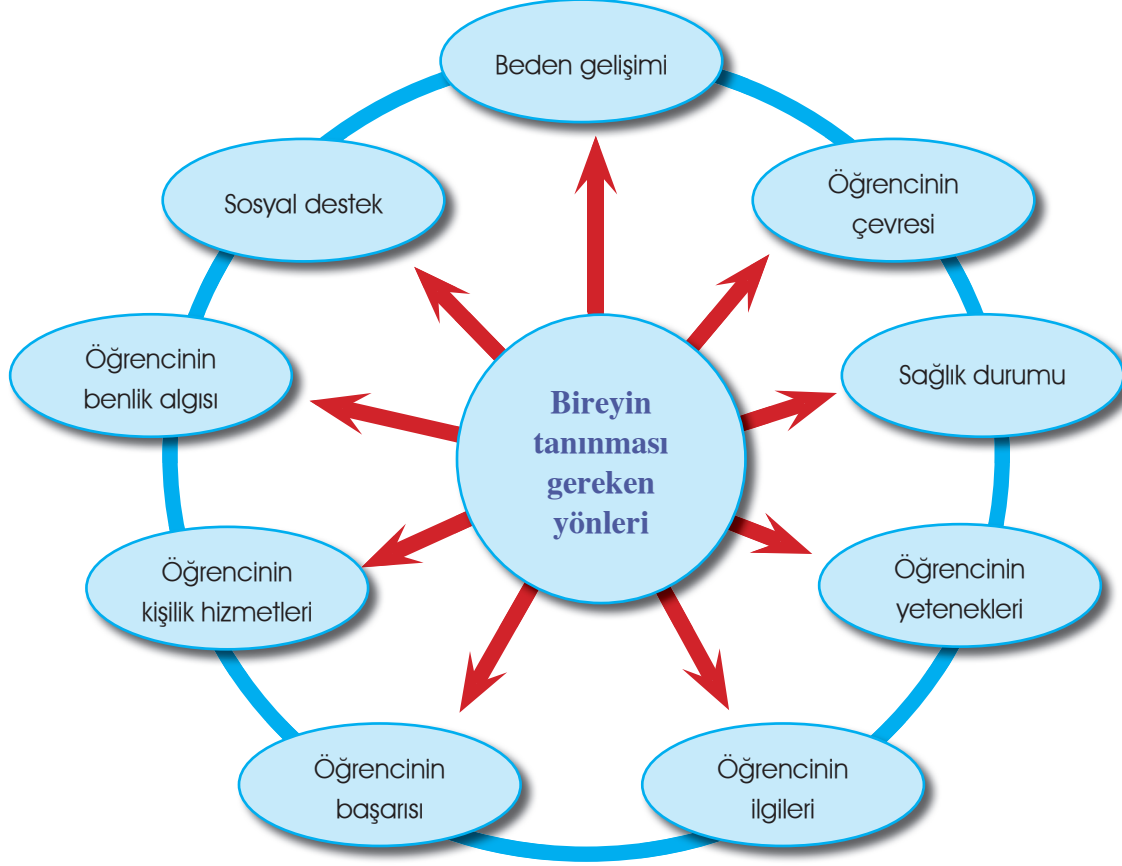 Beden gelişimi
Öğrencinin
çevresi
Sağlık durumu
Öğrencinin
yetenekleri
Öğrencinin
ilgileri
Öğrencinin
başarısı
Öğrencinin
kişilik hizmetleri
Öğrencinin
benlik algısı
Sosyal destek
Bireyin
tanınması
gereken
yönleri